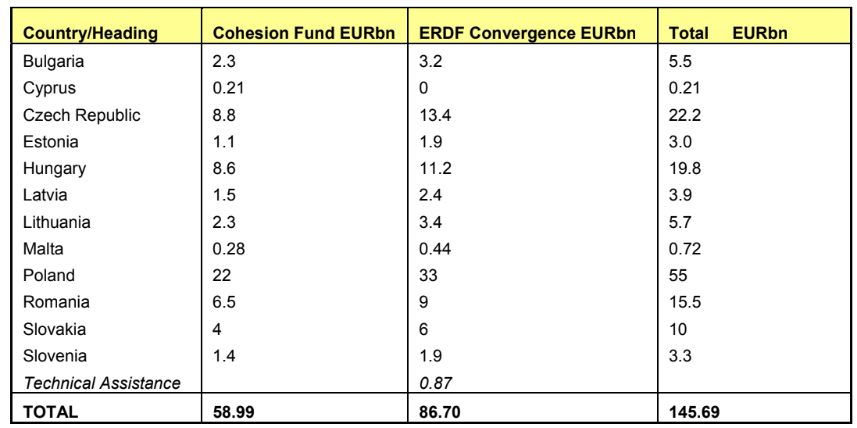 Country/Heading Cohesion Fund EURbn ERDF Convergence EURbn Total EURbn
Bulgaria 2.3 3.2 5.5
Cyprus 0.21 0 0.21
Czech Republic 8.8 13.4 22.2
Estonia 1.1 1.9 3.0
Hungary 8.6 11.2 19.8
Latvia 1.5 2.4 3.9
Lithuania 2.3 3.4 5.7
Malta 0.28 0.44 0.72
Poland 22 33 55
Romania 6.5 9 15.5
Slovakia 4 6 10
Slovenia 1.4 1.9 3.3
Technical Assistance 0.87
TOTAL 58.99 86.70 145.69